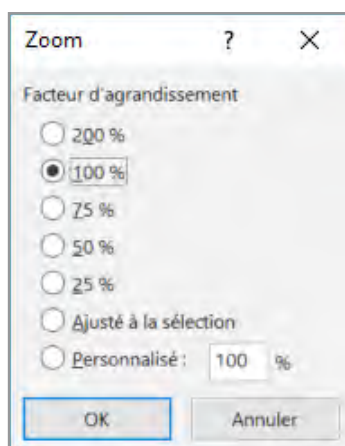 Zoom ? X
Facteur d'agrandissement
200 %
100 %
75 %
50 %
25 %
Ajusté à la sélection
Personnalisé : 100 %
OK Annuler